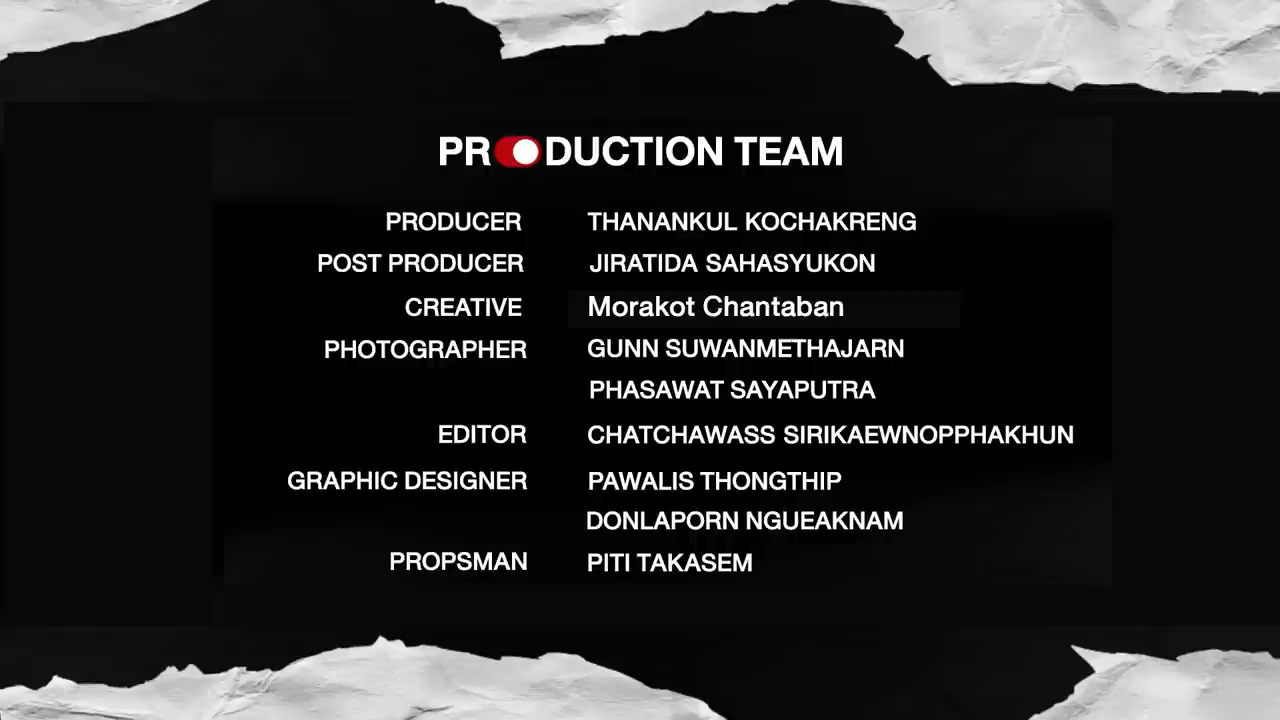 PRODUCTION TEAM
PRODUCER THANANKUL KOCHAKRENG
POST PRODUCER JIRATIDA SAHASYUKON
CREATIVE Morakot Chantaban
PHOTOGRAPHER GUNN SUWANMETHAJARN
PHASAWAT SAYAPUTRA
EDITOR CHATCHAWASS SIRIKAEWNOPPHAKHUN
GRAPHIC DESIGNER PAWALIS THONGTHIP
DONLAPORN NGUEAKNAM
PROPSMAN PITI TAKASEM